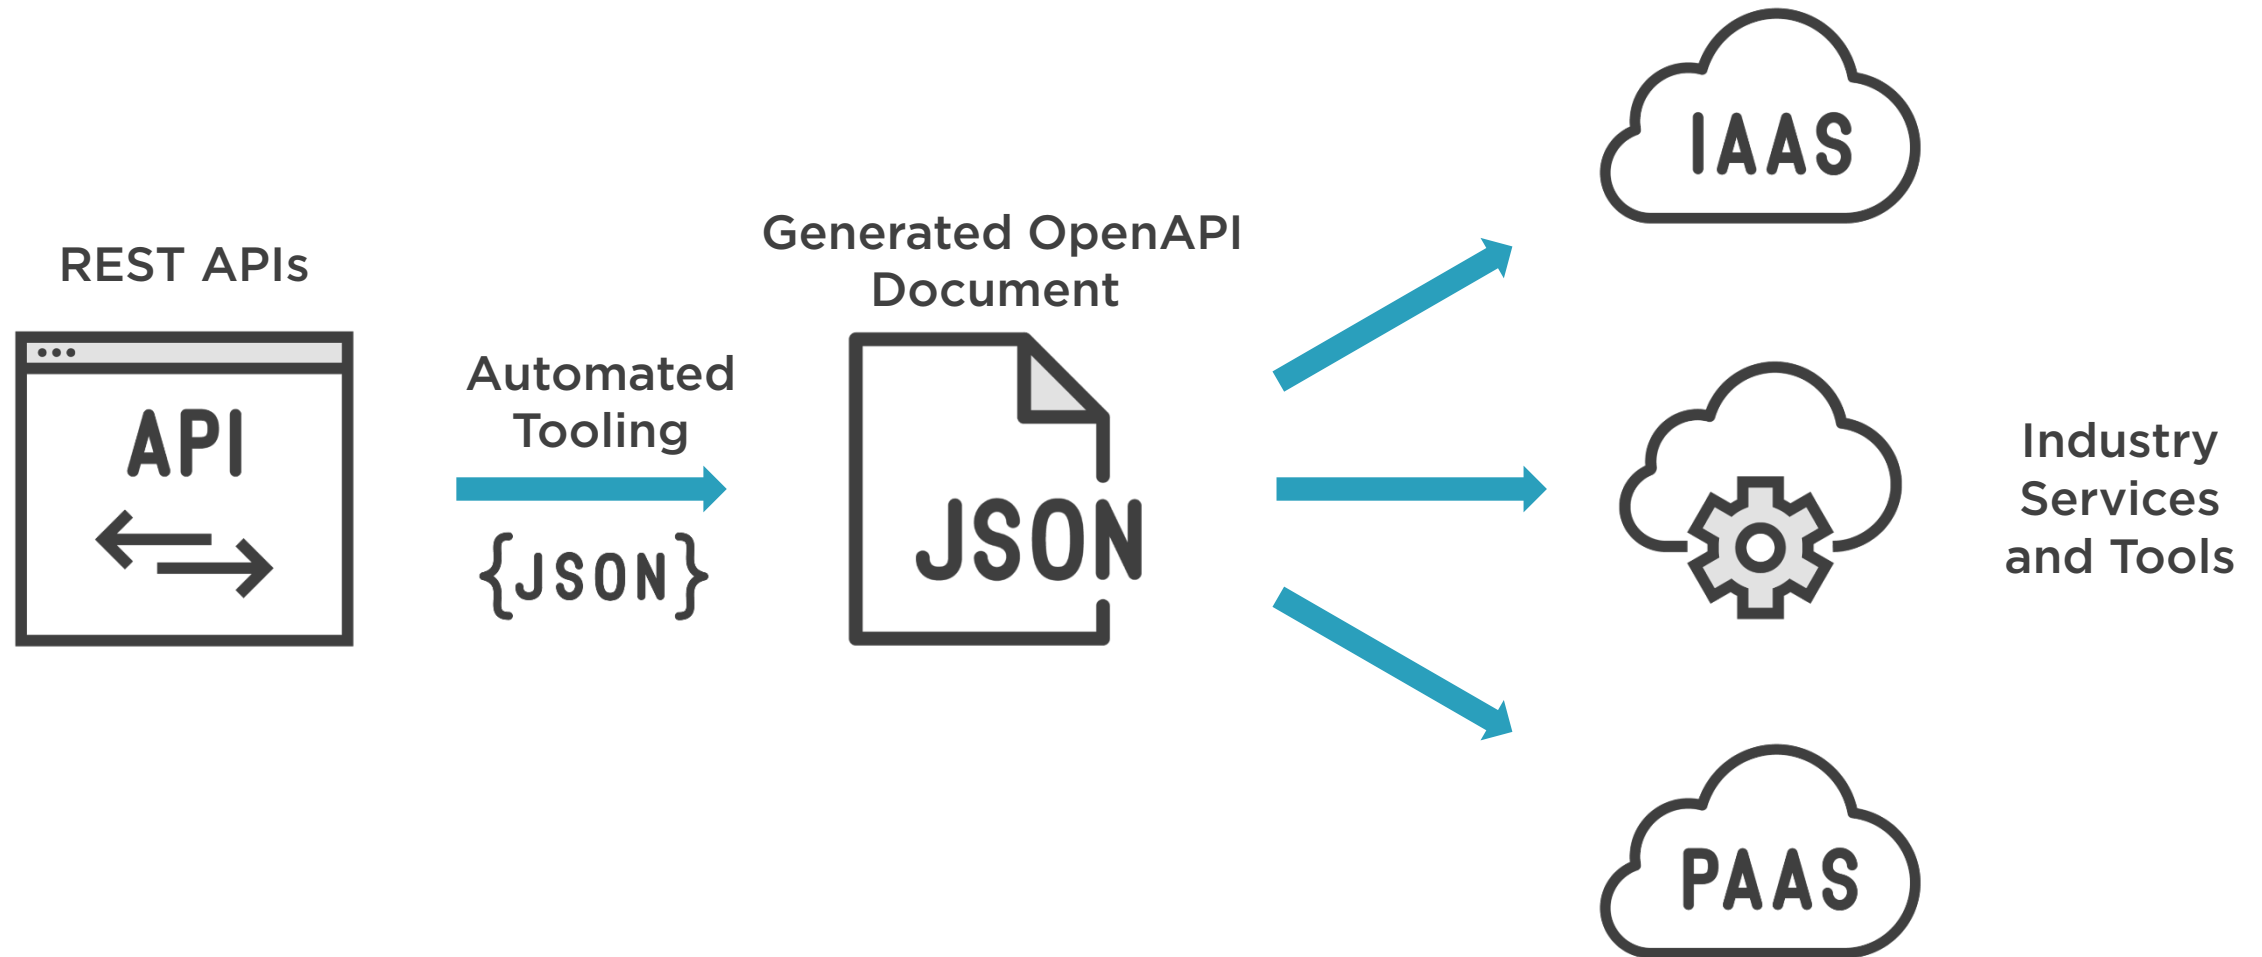 REST APIs
API
Automated
Tooling
{JSON}
Generated OpenAPI
Document
JSON
IAAS
Industry
Services
and Tools
PAAS